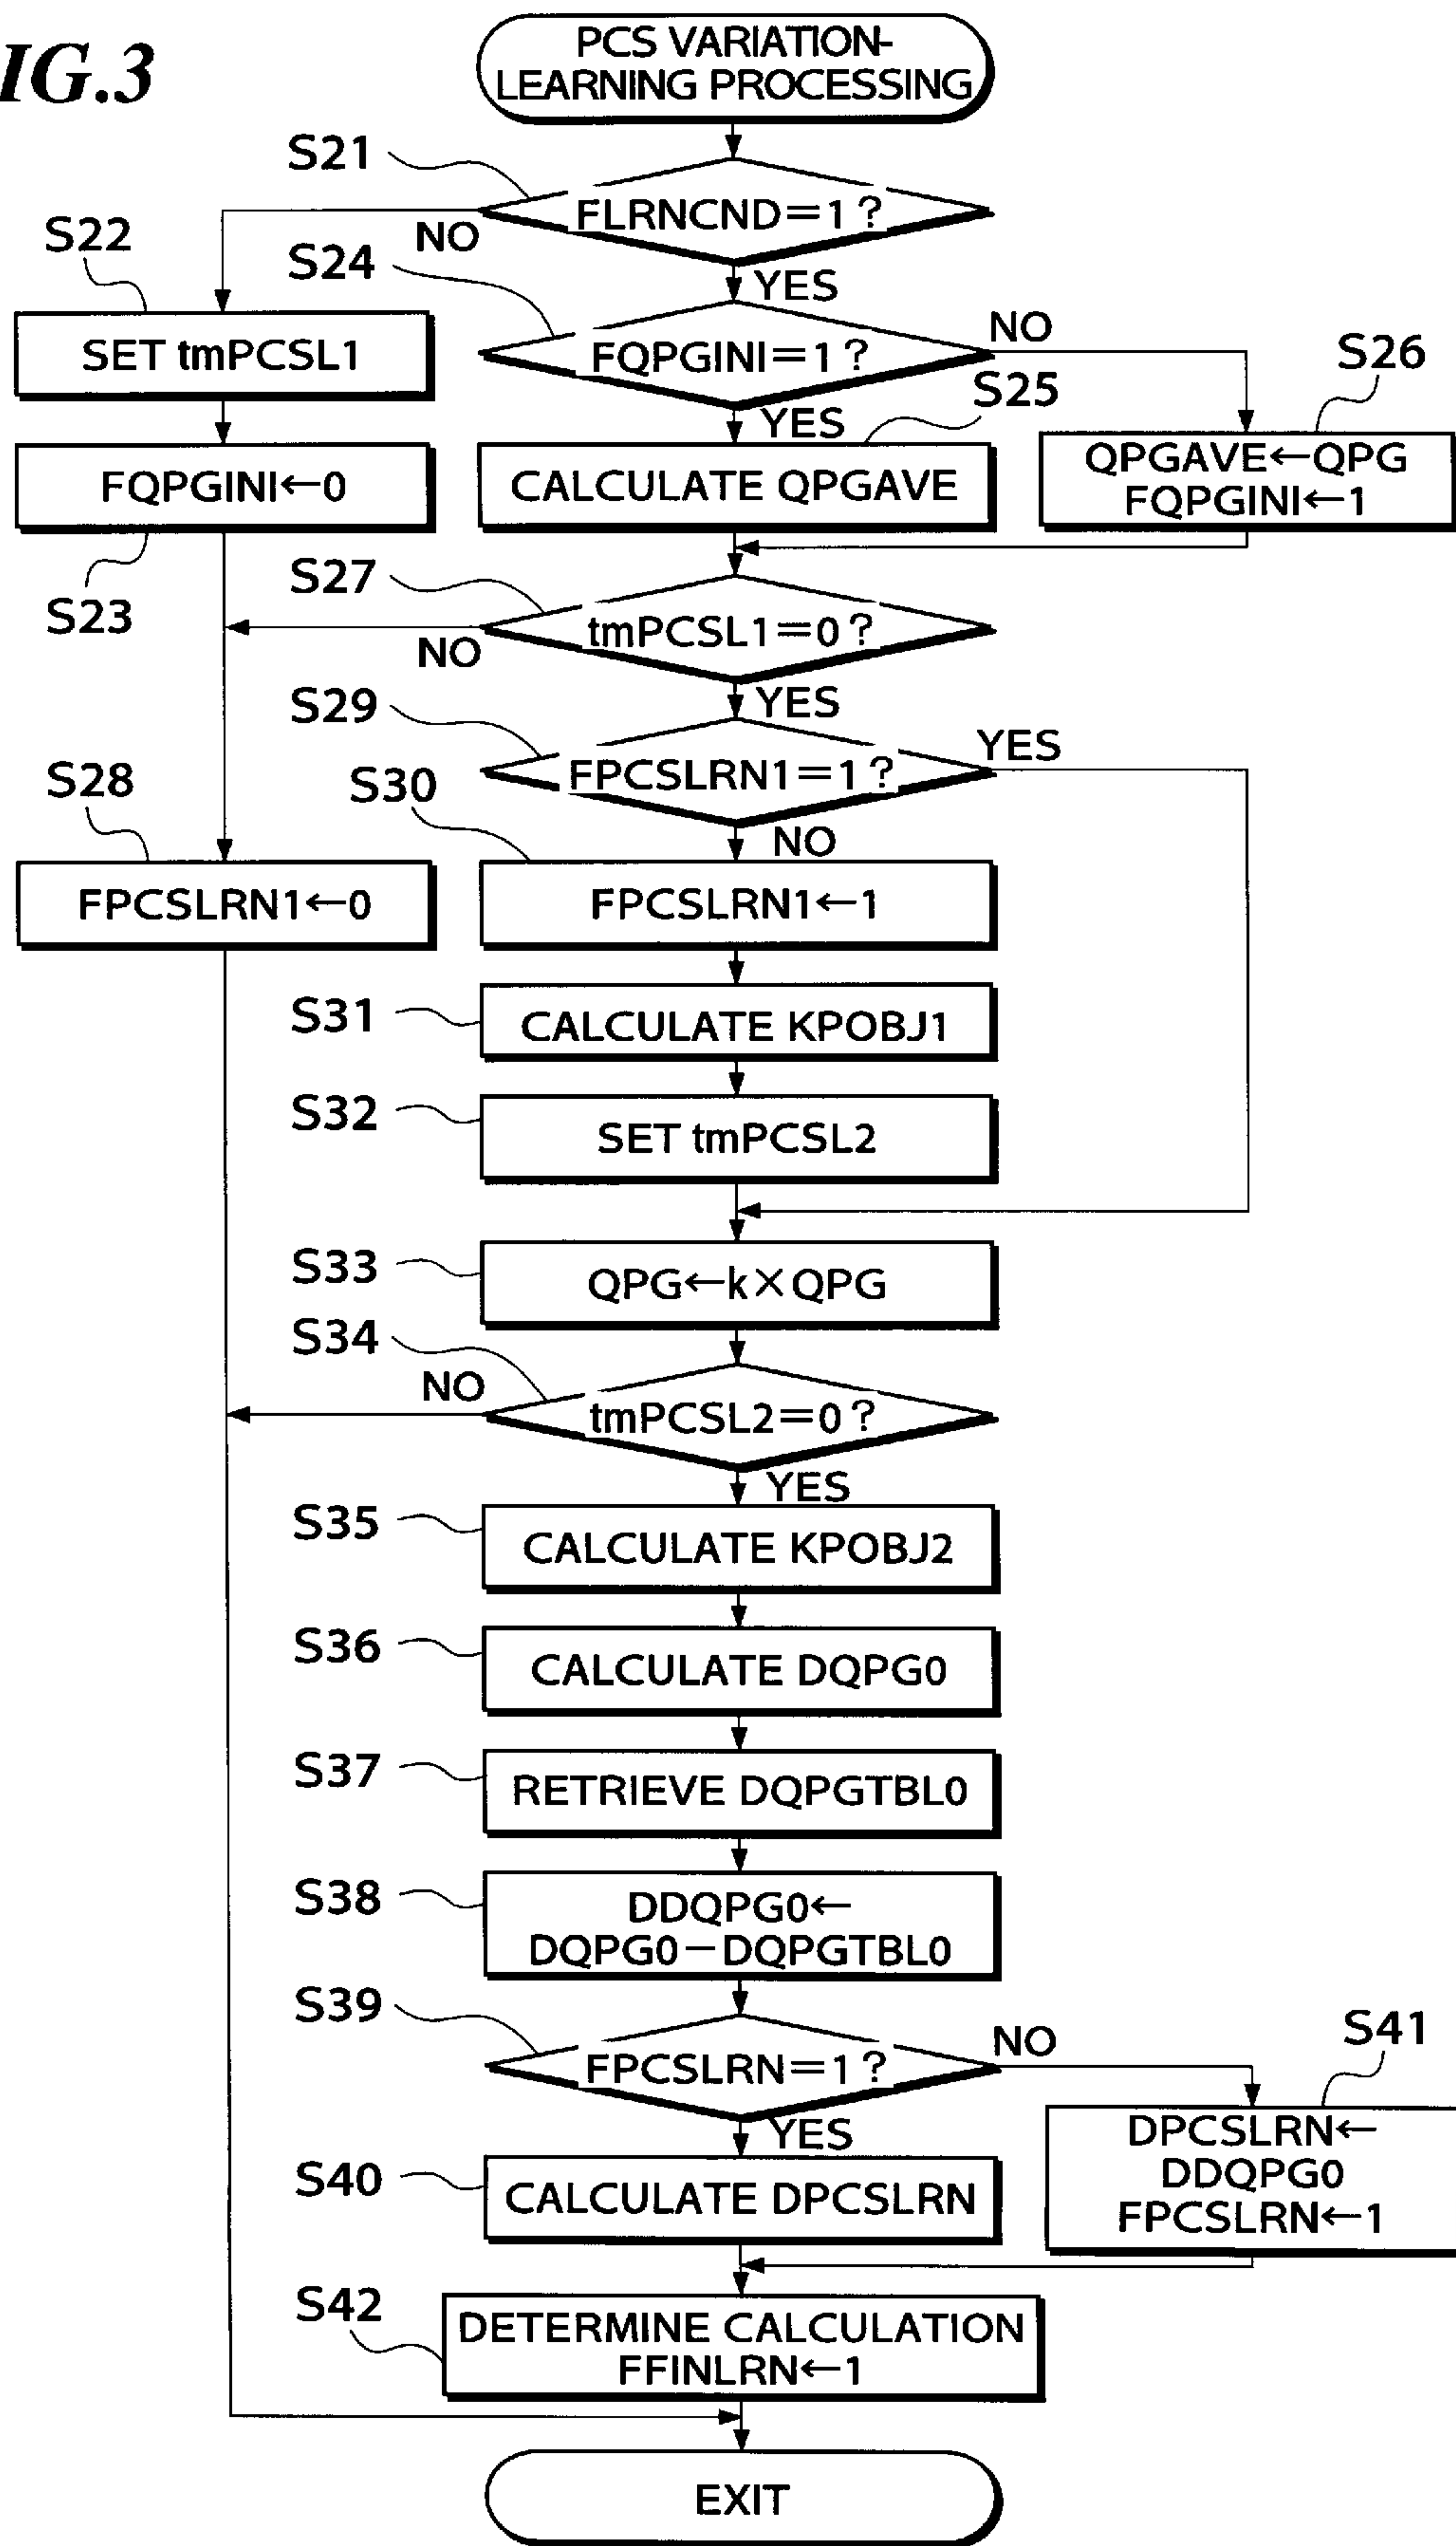 IG.3
PCS VARIATION-
LEARNING PROCESSING
S21
FLRNCND=1?
NO
YES
S22
SET tmPCSL1
S24
FQPGINI=1?
NO
YES
S26
QPGAVE←QPG
FQPGINI←1
S25
CALCULATE QPGAVE
FQPGINI←0
S23
S27
tmPCSL1=0?
NO
YES
S29
FPCSLRN1=1?
YES
NO
S28
FPCSLRN1←0
S30
FPCSLRN1←1
S31
CALCULATE KPOBJ1
S32
SET tmPCSL2
S33
QPG←k×QPG
S34
NO
tmPCSL2=0?
YES
S35
CALCULATE KPOBJ2
S36
CALCULATE DQPG0
S37
RETRIEVE DQPGTBL0
S38
DDQPG0←
DQPG0−DQPGTBL0
S39
FPCSLRN=1?
NO
YES
S41
DPCSLRN←
DDQPG0
FPCSLRN←1
S40
CALCULATE DPCSLRN
S42
DETERMINE CALCULATION
FFINLRN←1
EXIT